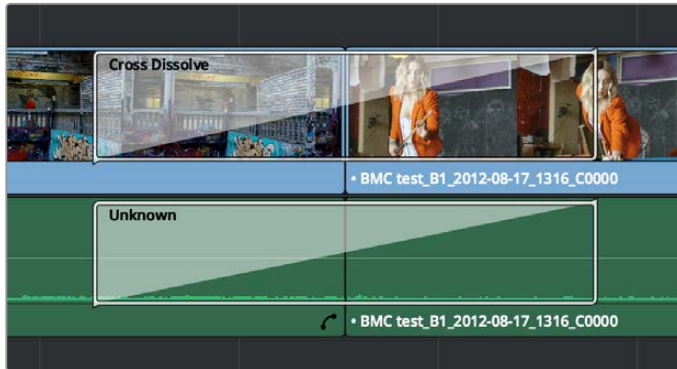 Cross Dissolve
• BMC test_B1_2012-08-17_1316_C0000
Unknown
• BMC test_B1_2012-08-17_1316_C0000